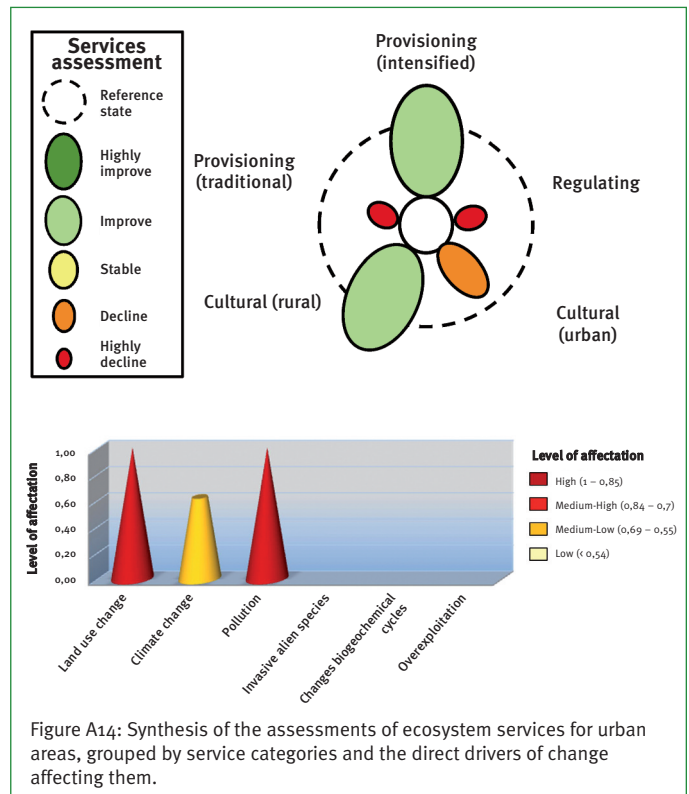 Services
assessment
Reference
state
Highly
improve
Improve
Stable
Decline
Highly
decline
Provisioning
(intensified)
Provisioning
(traditional)
Regulating
Cultural (rural)
Cultural
(urban)
Level of affectation
1,00
0,80
0,60
0,40
0,20
0,00
Land use change
Climate change
Pollution
Invasive alien species
Changes biogeochemical
cycles
Overexploitation
Level of affectation
High (1 – 0,85)
Medium-High (0,84 – 0,7)
Medium-Low (0,69 – 0,55)
Low (< 0,54)
Figure A14: Synthesis of the assessments of ecosystem services for urban
areas, grouped by service categories and the direct drivers of change
affecting them.